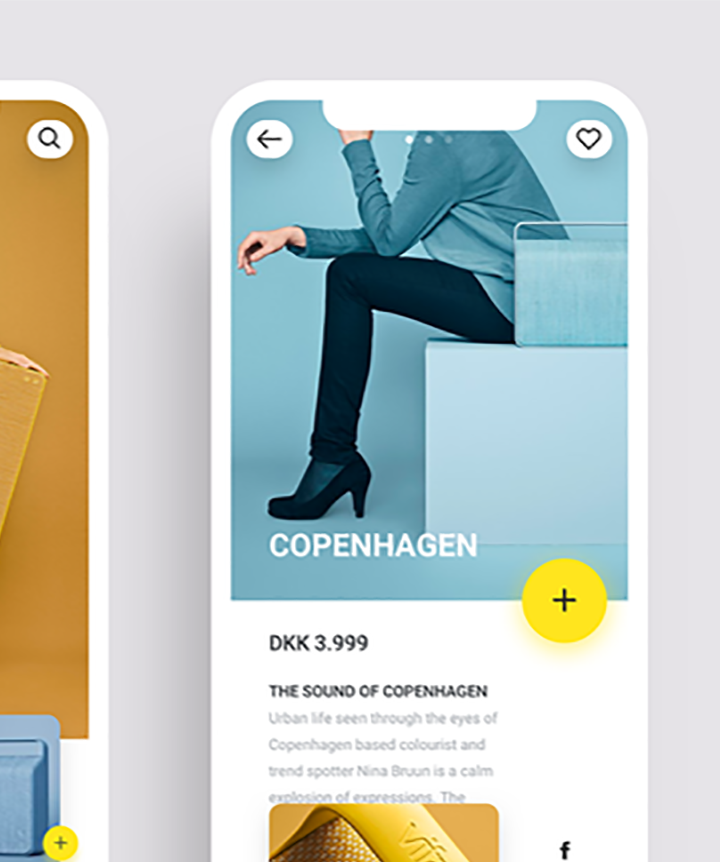 COPENHAGEN
DKK 3.999
THE SOUND OF COPENHAGEN
Urban life seen through the eyes of
Copenhagen based colourist and
trend spotter Nina Bruun is a calm
explosion of expressions. The
f